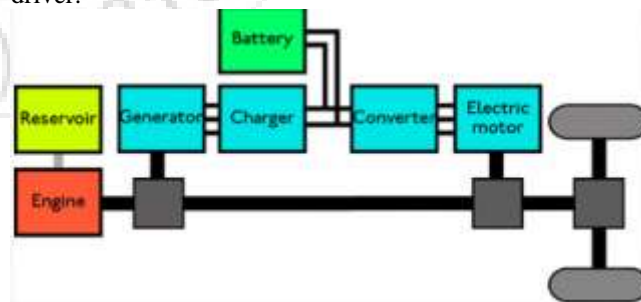 driver.
Battery
Reservoir
Generator
Charger
Converter
Electric
motor
Engine